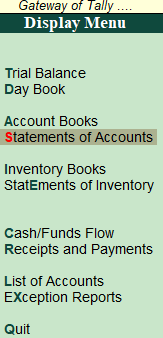 Gateway of Tally ....
Display Menu
Trial Balance
Day Book
Account Books
Statements of Accounts
Inventory Books
StatEments of Inventory
Cash/Funds Flow
Receipts and Payments
List of Accounts
EXception Reports
Quit